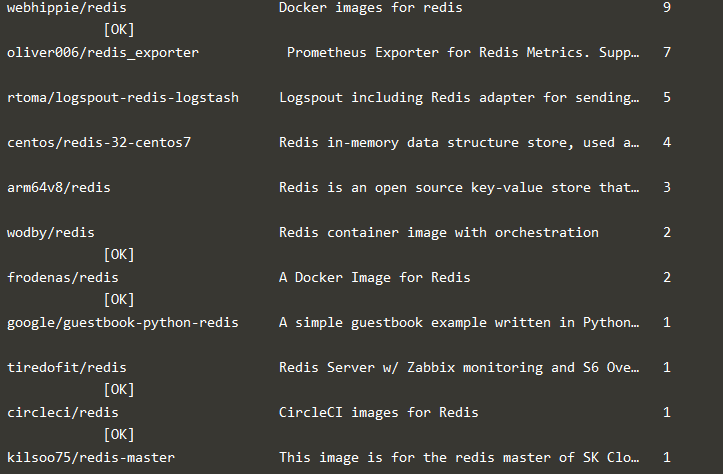 webhippie/redis Docker images for redis 9
[OK]
oliver006/redis_exporter Prometheus Exporter for Redis Metrics. Supp… 7
rtoma/logspout-redis-logstash Logspout including Redis adapter for sending… 5
centos/redis-32-centos7 Redis in-memory data structure store, used a… 4
arm64v8/redis Redis is an open source key-value store that… 3
wodby/redis Redis container image with orchestration 2
[OK]
frodenas/redis A Docker Image for Redis 2
[OK]
google/guestbook-python-redis A simple guestbook example written in Python… 1
tiredofit/redis Redis Server w/ Zabbix monitoring and S6 Ove… 1
[OK]
circleci/redis CircleCI images for Redis 1
[OK]
kilsoo75/redis-master This image is for the redis master of SK Clo… 1